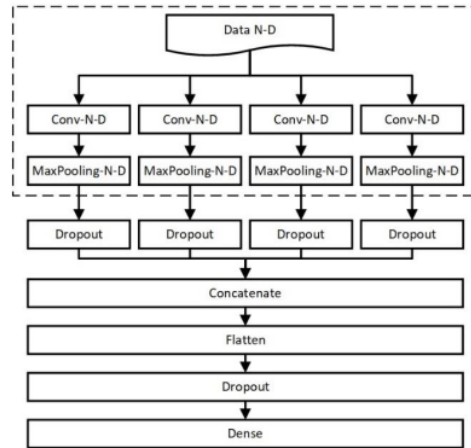 Data N-D
Conv-N-D Conv-N-D Conv-N-D Conv-N-D
MaxPooling-N-D MaxPooling-N-D MaxPooling-N-D MaxPooling-N-D
Dropout Dropout Dropout Dropout
Concatenate
Flatten
Dropout
Dense